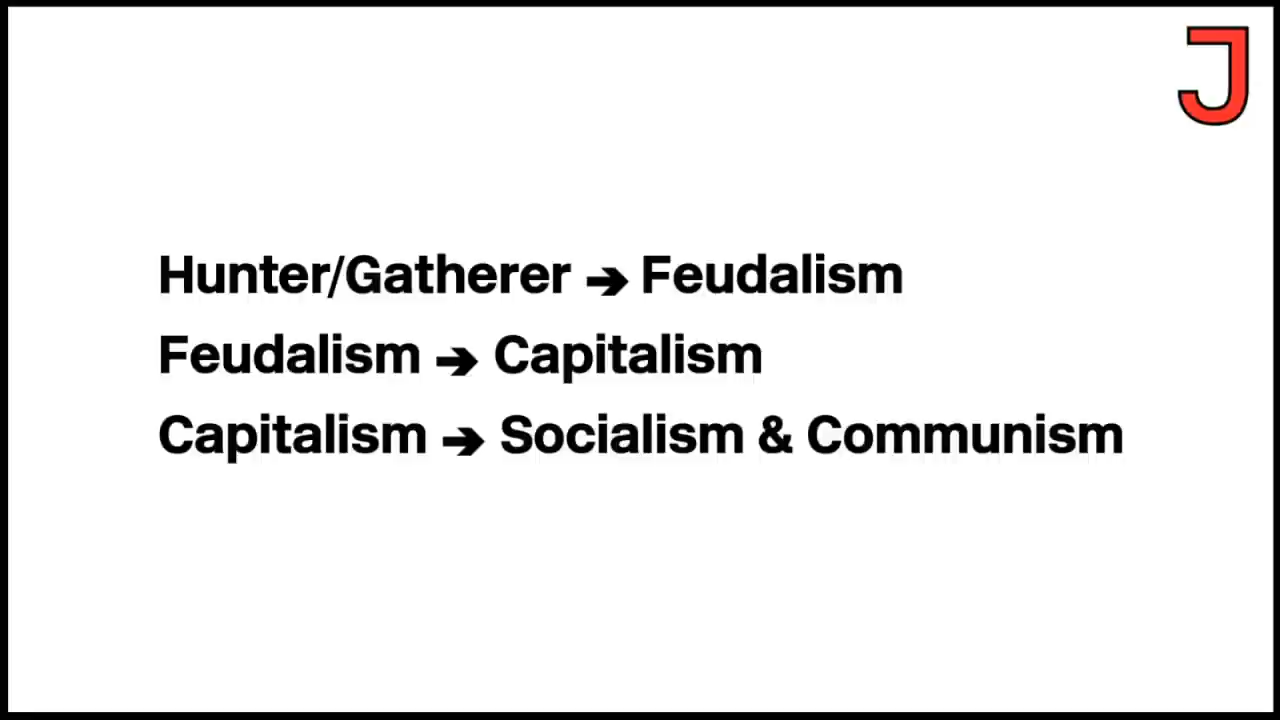 J
Hunter/Gatherer ➔ Feudalism
Feudalism ➔ Capitalism
Capitalism ➔ Socialism & Communism